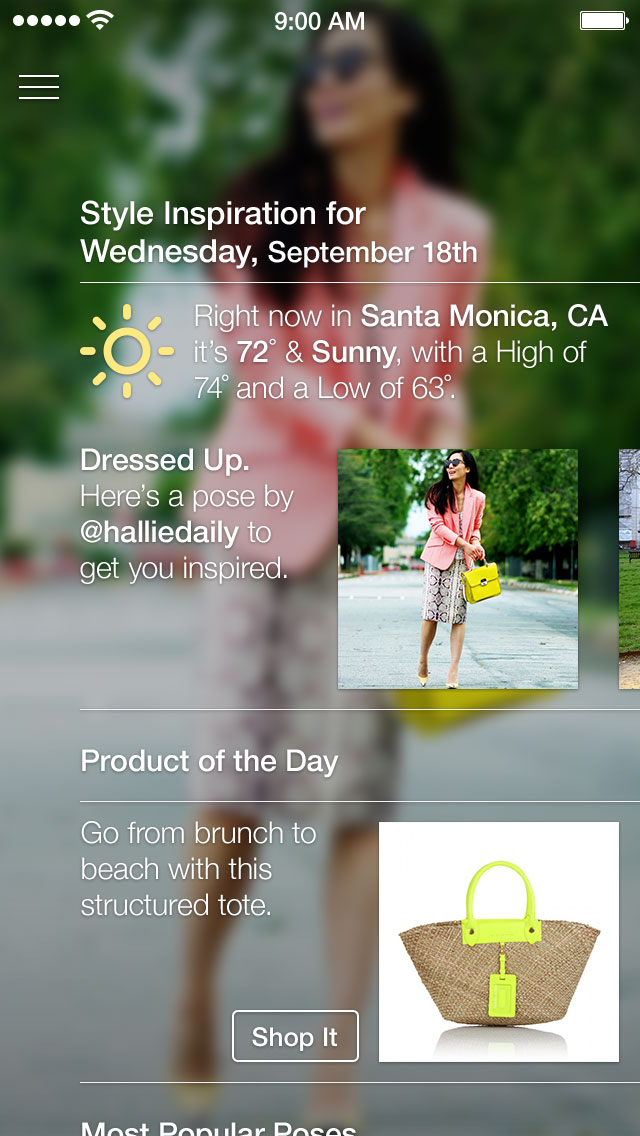 9:00 AM
Style Inspiration for
Wednesday, September 18th
Right now in Santa Monica, CA
it's 72° & Sunny, with a High of
74° and a Low of 63°.
Dressed Up.
Here's a pose by
@halliedaily to
get you inspired.
Product of the Day
Go from brunch to
beach with this
structured tote.
Shop It
Most Popular Poses